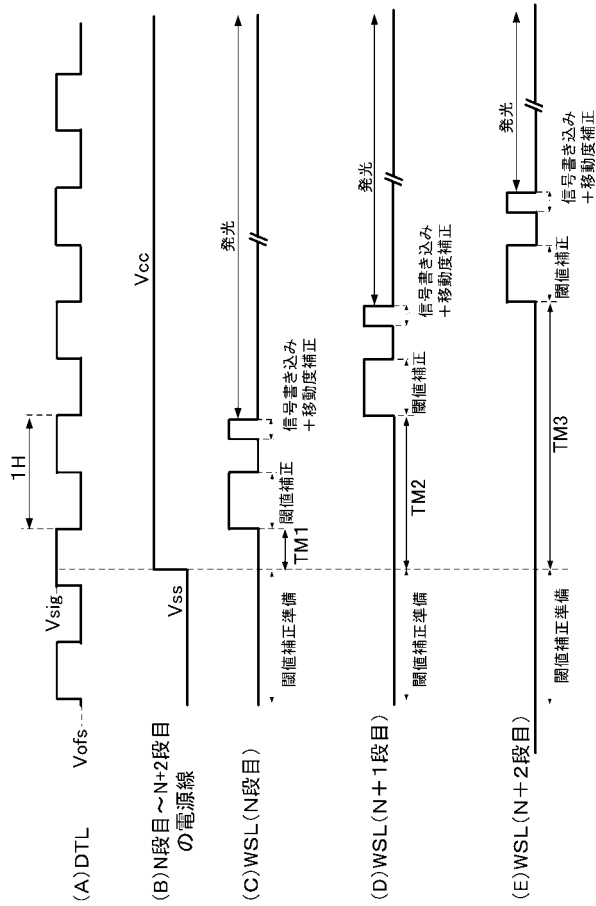 (A)DTL
Vofs
Vsig
1H
(B)N段目～N+2段目
の電源線
Vss
Vcc
(C)WSL(N段目)
閾値補正準備
TM1
閾値補正
信号書き込み
＋移動度補正
発光
(D)WSL(N＋1段目)
閾値補正準備
TM2
閾値補正
信号書き込み
＋移動度補正
発光
(E)WSL(N＋2段目)
閾値補正準備
TM3
閾値補正
信号書き込み
＋移動度補正
発光